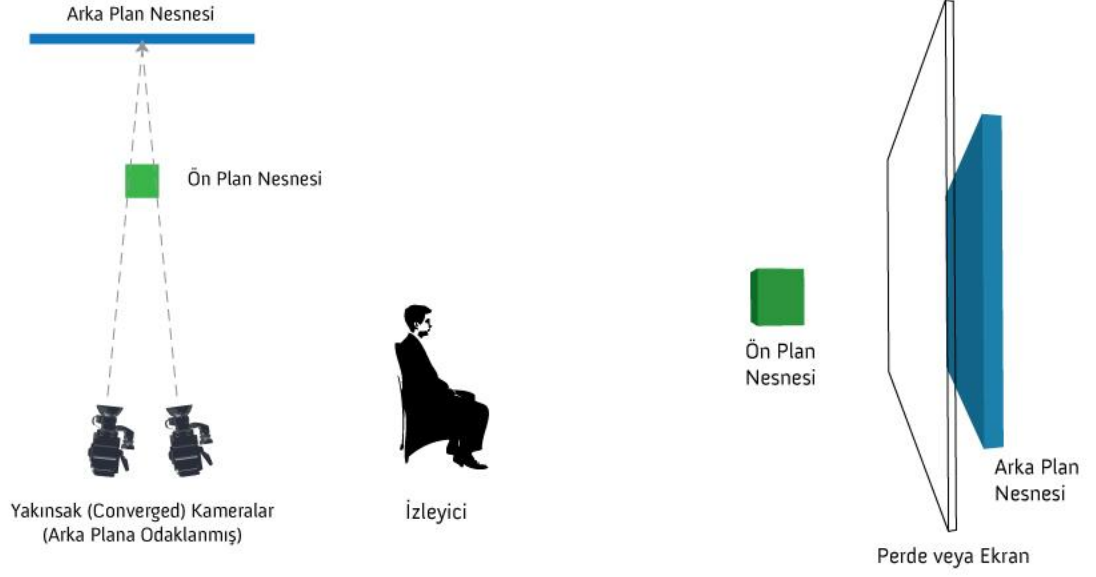 Arka Plan Nesnesi
Ön Plan Nesnesi
Yakınsak (Converged) Kameralar
(Arka Plana Odaklanmış)
İzleyici
Ön Plan
Nesnesi
Arka Plan
Nesnesi
Perde veya Ekran